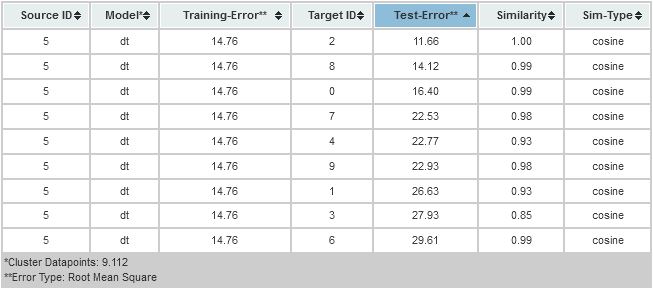 Source ID Model* Training-Error** Target ID Test-Error** Similarity Sim-Type
5 dt 14.76 2 11.66 1.00 cosine
5 dt 14.76 8 14.12 0.99 cosine
5 dt 14.76 0 16.40 0.99 cosine
5 dt 14.76 7 22.53 0.98 cosine
5 dt 14.76 4 22.77 0.93 cosine
5 dt 14.76 9 22.93 0.98 cosine
5 dt 14.76 1 26.63 0.93 cosine
5 dt 14.76 3 27.93 0.85 cosine
5 dt 14.76 6 29.61 0.99 cosine
*Cluster Datapoints: 9.112
**Error Type: Root Mean Square